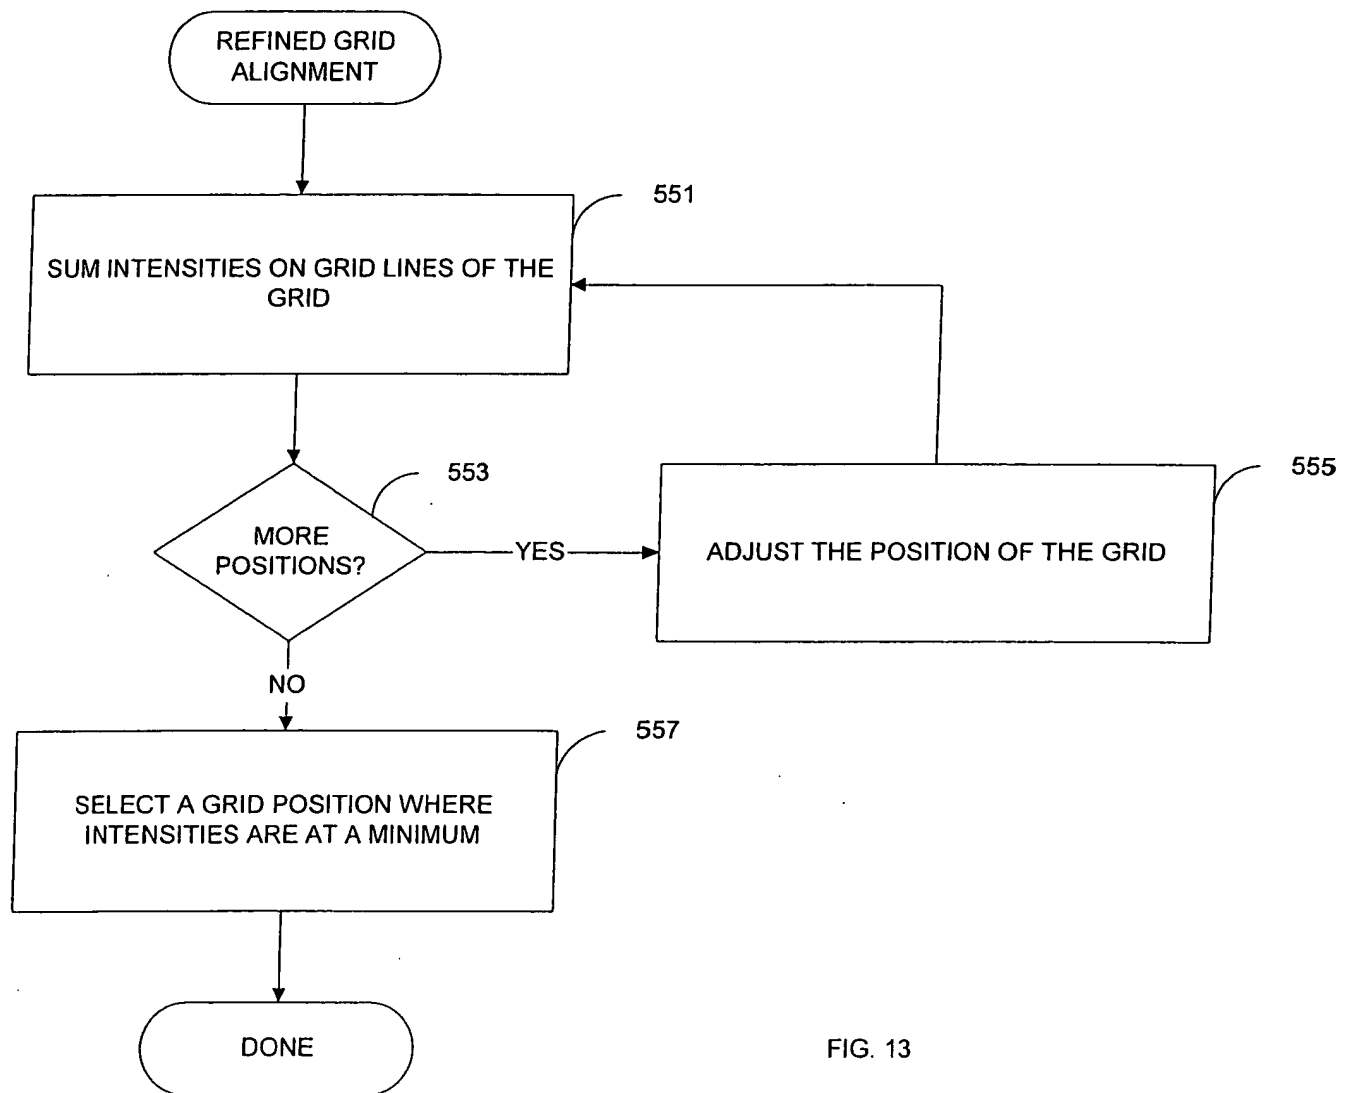 REFINED GRID
ALIGNMENT
551
SUM INTENSITIES ON GRID LINES OF THE
GRID
553
MORE
POSITIONS?
YES
555
ADJUST THE POSITION OF THE GRID
NO
557
SELECT A GRID POSITION WHERE
INTENSITIES ARE AT A MINIMUM
DONE
FIG. 13